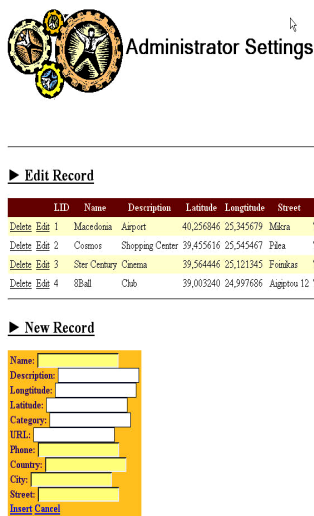 Administrator Settings
▶ Edit Record
LID Name Description Latitude Longtitude Street
Delete Edit 1 Macedonia Airport 40,256846 25,345679 Mikra
Delete Edit 2 Cosmos Shopping Center 39,455616 25,545467 Pilea
Delete Edit 3 Ster Century Cinema 39,564446 25,121345 Foinikas
Delete Edit 4 8Ball Club 39,003240 24,997686 Aigiptou 12
▶ New Record
Name:
Description:
Longtitude:
Latitude:
Category:
URL:
Phone:
Country:
City:
Street:
Insert Cancel